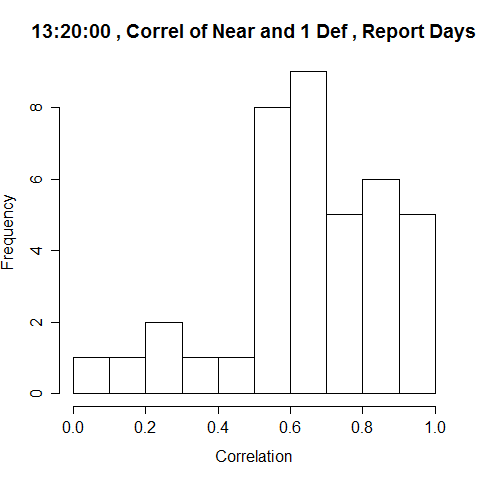 13:20:00 , Correl of Near and 1 Def , Report Days
Frequency
8
6
4
2
0
0.0 0.2 0.4 0.6 0.8 1.0
Correlation